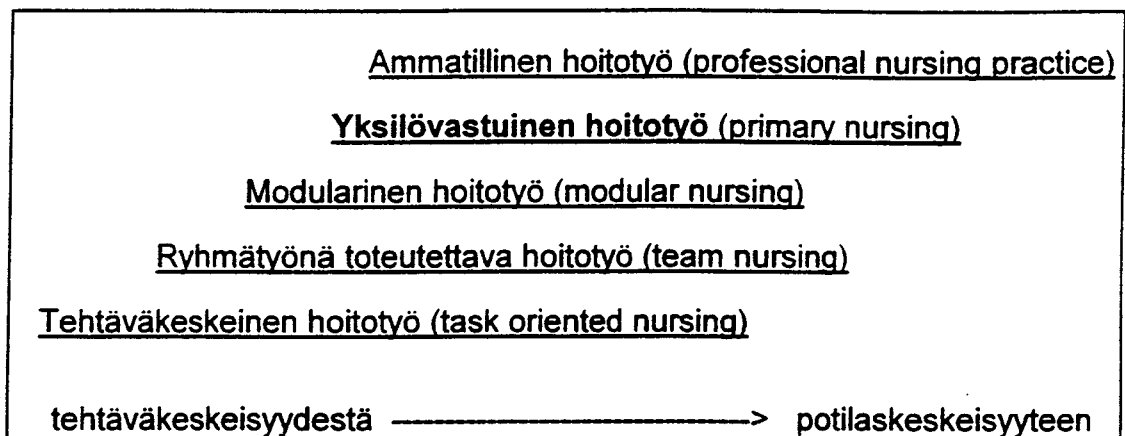 Ammatillinen hoitotyö (professional nursing practice)
Yksilövastuinen hoitotyö (primary nursing)
Modularinen hoitotyö (modular nursing)
Ryhmätyönä toteutettava hoitotyö (team nursing)
Tehtäväkeskeinen hoitotyö (task oriented nursing)
tehtäväkeskeisyydestä ----------------------------> potilaskeskeisyyteen